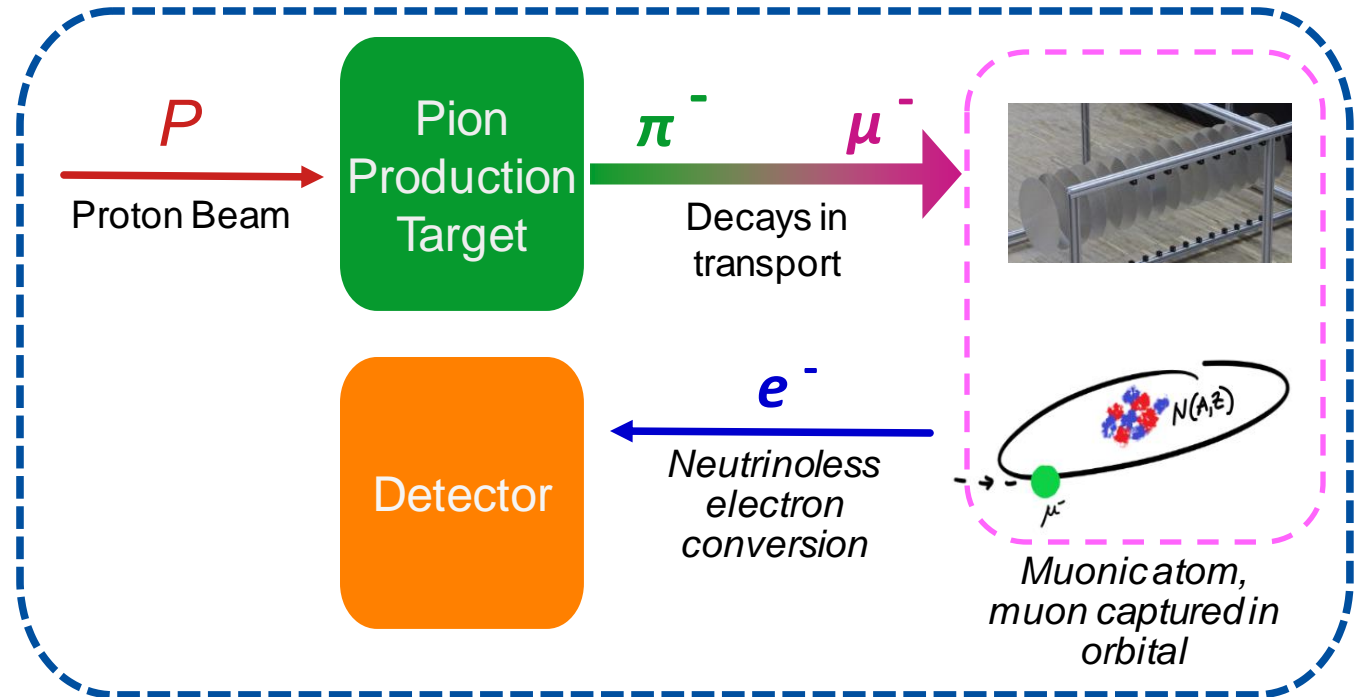 P
Proton Beam
Pion
Production
Target
π -
μ -
Decays in
transport
N(A,Z)
μ-
Muonic atom,
muon captured in
orbital
e -
Neutrinoless
electron
conversion
Detector